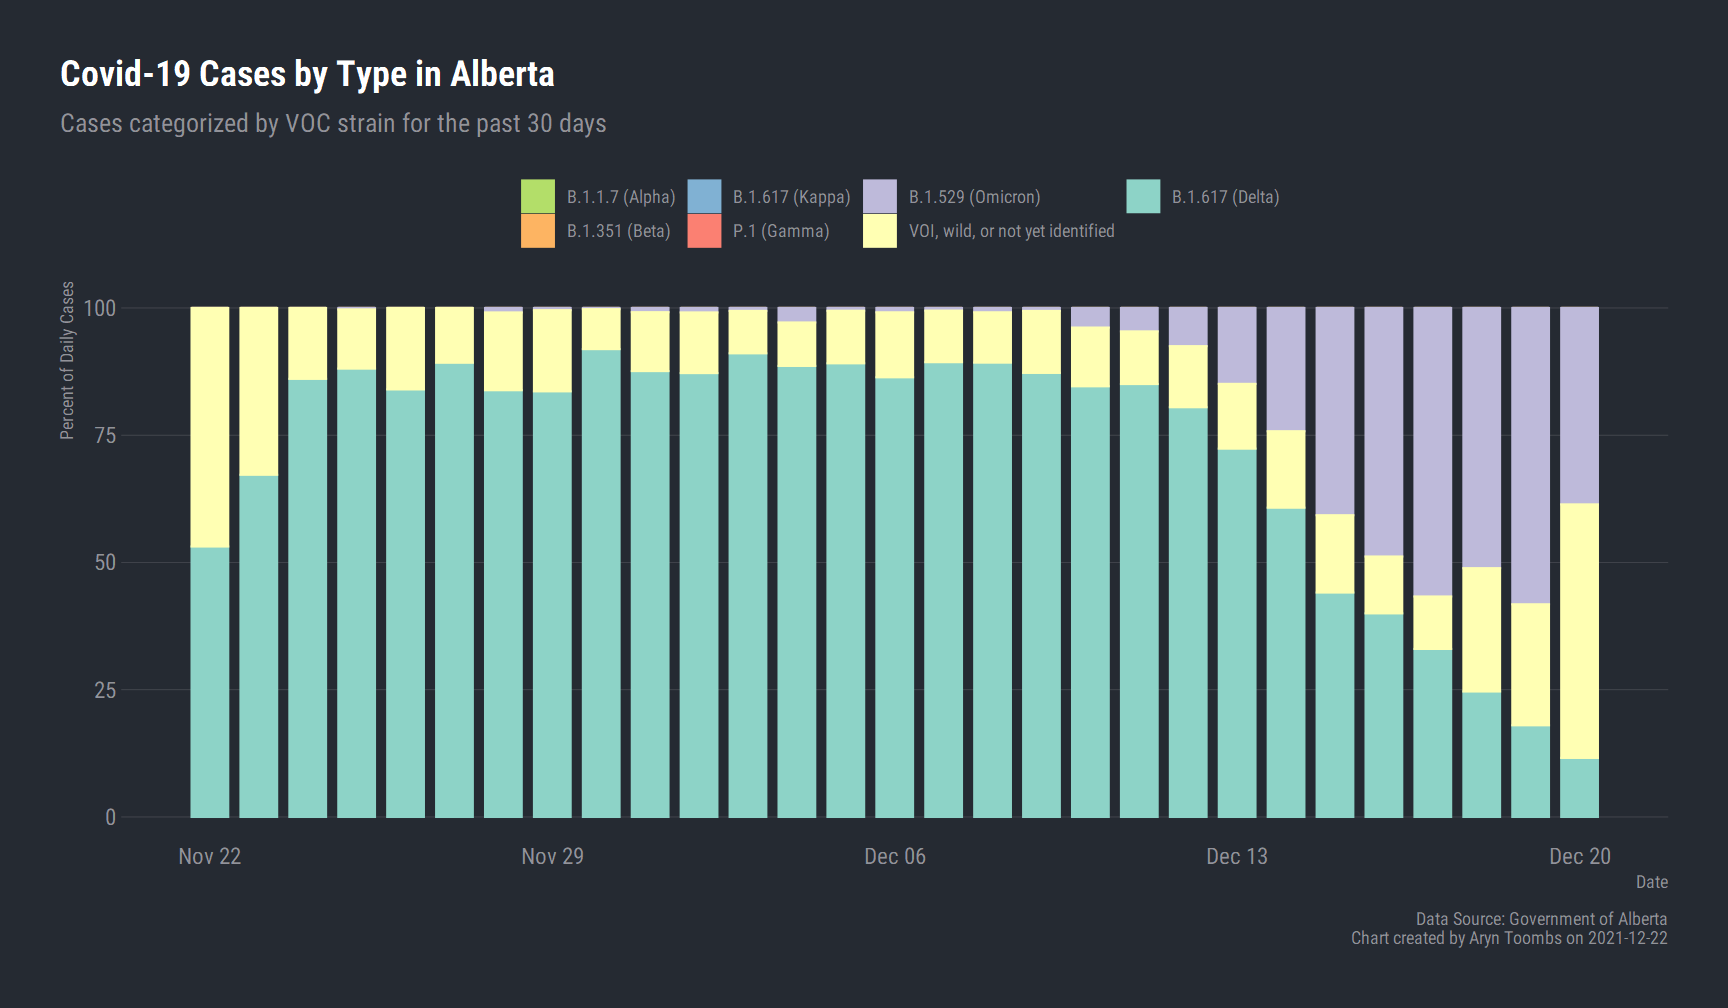 Covid-19 Cases by Type in Alberta
Cases categorized by VOC strain for the past 30 days
B.1.1.7 (Alpha) B.1.617 (Kappa) B.1.529 (Omicron) B.1.617 (Delta)
B.1.351 (Beta) P.1 (Gamma) VOI, wild, or not yet identified
Percent of Daily Cases
100
75
50
25
0
Nov 22 Nov 29 Dec 06 Dec 13 Dec 20
Date
Data Source: Government of Alberta
Chart created by Aryn Toombs on 2021-12-22